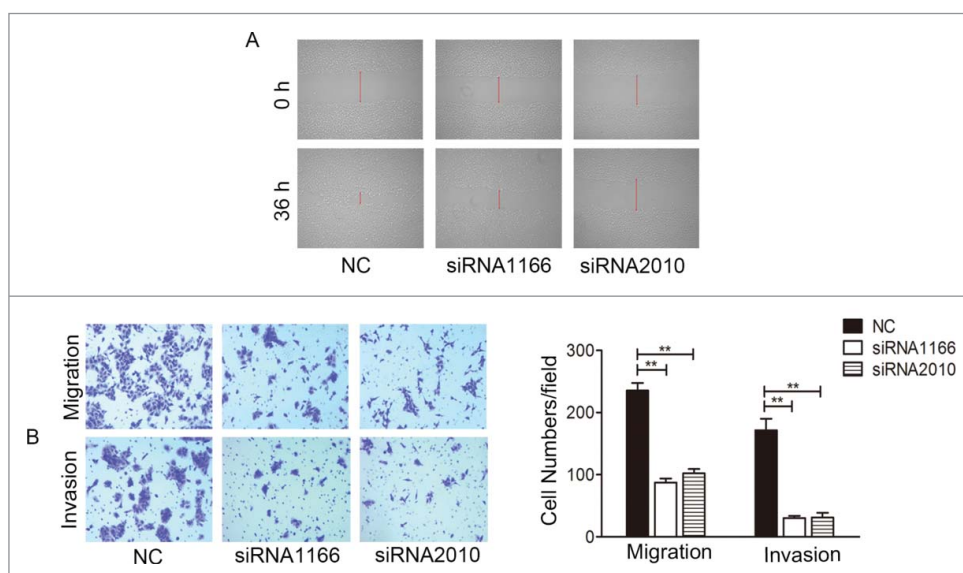 A
0 h
36 h
NC siRNA1166 siRNA2010
B
Migration
Invasion
NC siRNA1166 siRNA2010
NC
siRNA1166
siRNA2010
Cell Numbers/field
300
200
100
0
** **
** **
Migration Invasion